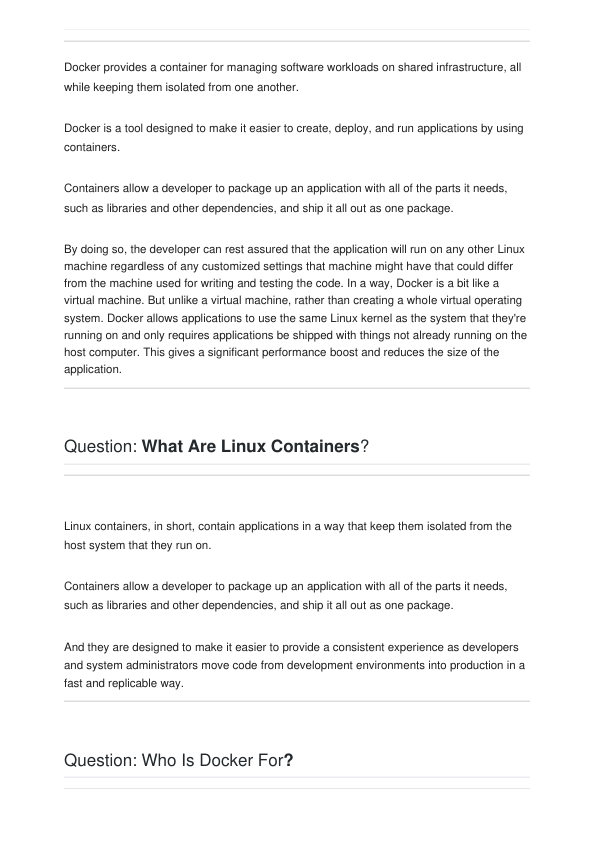 Docker provides a container for managing software workloads on shared infrastructure, all
while keeping them isolated from one another.
Docker is a tool designed to make it easier to create, deploy, and run applications by using
containers.
Containers allow a developer to package up an application with all of the parts it needs,
such as libraries and other dependencies, and ship it all out as one package.
By doing so, the developer can rest assured that the application will run on any other Linux
machine regardless of any customized settings that machine might have that could differ
from the machine used for writing and testing the code. In a way, Docker is a bit like a
virtual machine. But unlike a virtual machine, rather than creating a whole virtual operating
system. Docker allows applications to use the same Linux kernel as the system that they're
running on and only requires applications be shipped with things not already running on the
host computer. This gives a significant performance boost and reduces the size of the
application.
Question: What Are Linux Containers?
Linux containers, in short, contain applications in a way that keep them isolated from the
host system that they run on.
Containers allow a developer to package up an application with all of the parts it needs,
such as libraries and other dependencies, and ship it all out as one package.
And they are designed to make it easier to provide a consistent experience as developers
and system administrators move code from development environments into production in a
fast and replicable way.
Question: Who Is Docker For?